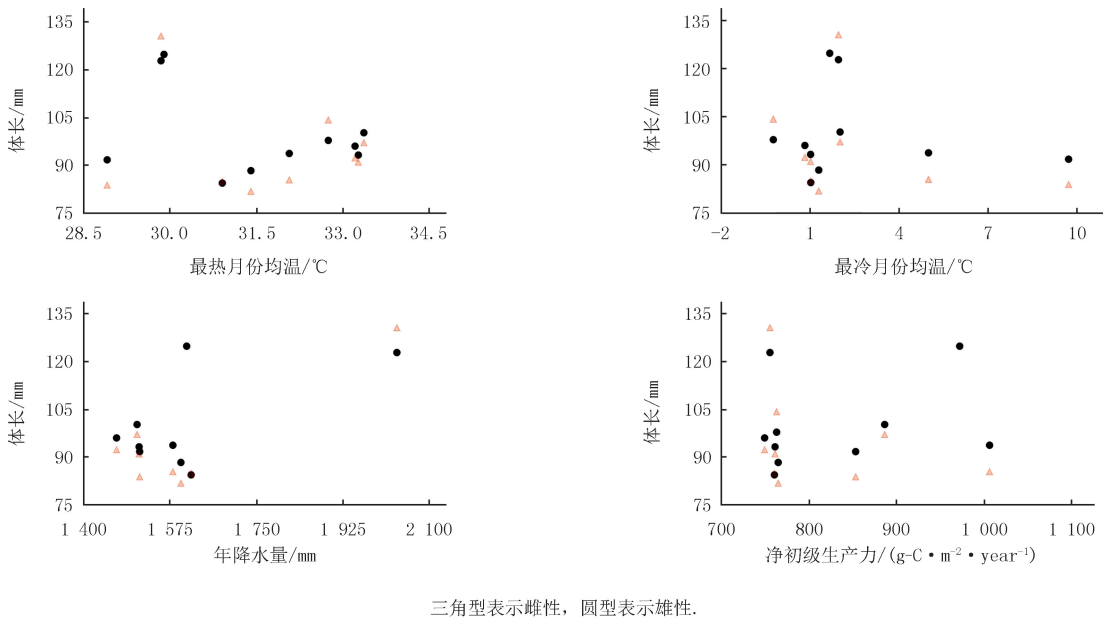 135
120
105
90
75
体长/mm
28.5 30.0 31.5 33.0 34.5
最热月份均温/℃
135
120
105
90
75
体长/mm
-2 1 4 7 10
最冷月份均温/℃
135
120
105
90
75
体长/mm
1 400 1 575 1 750 1 925 2 100
年降水量/mm
135
120
105
90
75
体长/mm
700 800 900 1 000 1 100
净初级生产力/(g-C·m⁻²·year⁻¹)
三角型表示雌性, 圆型表示雄性.